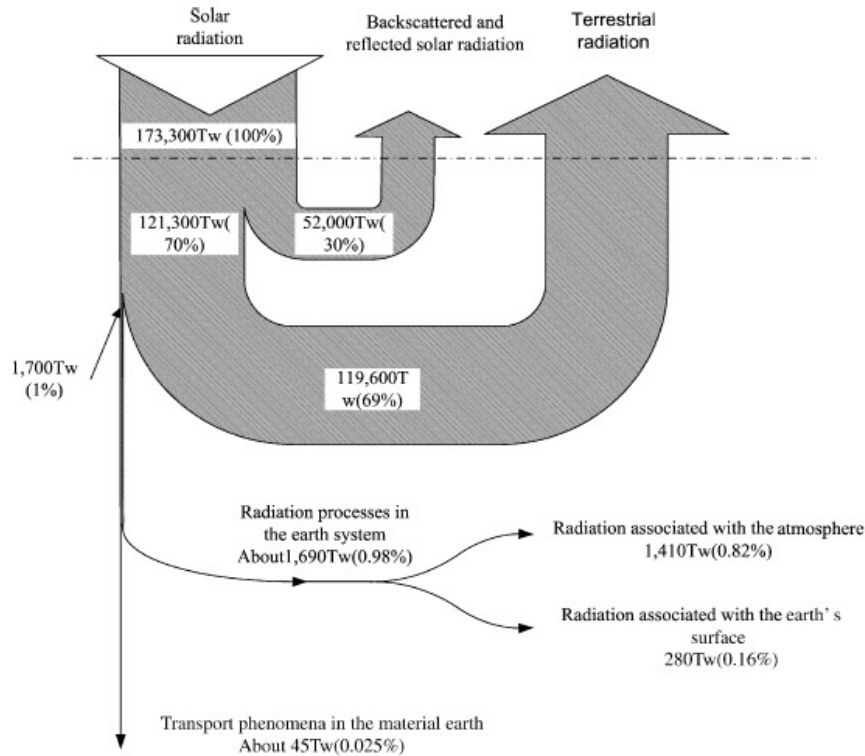 Solar
radiation
Backscattered and
reflected solar radiation
Terrestrial
radiation
173,300Tw (100%)
121,300Tw(
70%)
52,000Tw(
30%)
1,700Tw
(1%)
119,600T
w(69%)
Radiation processes in
the earth system
About1,690Tw(0.98%)
Radiation associated with the atmosphere
1,410Tw(0.82%)
Radiation associated with the earth’ s
surface
280Tw(0.16%)
Transport phenomena in the material earth
About 45Tw(0.025%)